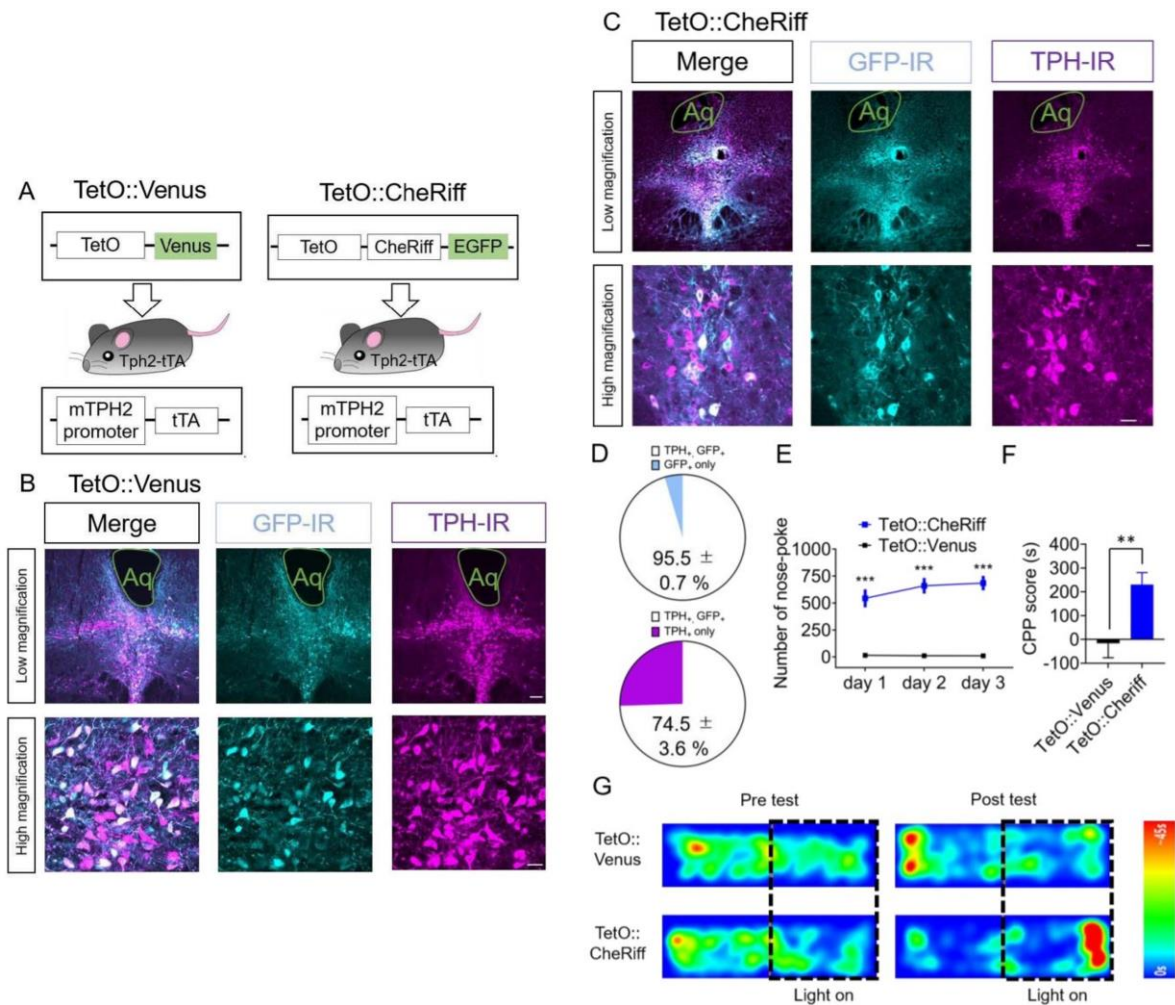 A
TetO::Venus
TetO::CheRiff
TetO
Venus
TetO
CheRiff
EGFP
Tph2-tTA
Tph2-tTA
mTPH2
promoter
tTA
mTPH2
promoter
tTA
B
TetO::Venus
Merge
GFP-IR
TPH-IR
Low magnification
Aq
High magnification
C
TetO::CheRiff
Merge
GFP-IR
TPH-IR
Low magnification
Aq
Aq
Aq
High magnification
D
TPH+, GFP+
GFP+ only
95.5 ±
0.7 %
TPH+, GFP+
TPH+ only
74.5 ±
3.6 %
E
TetO::CheRiff
TetO::Venus
Number of nose-poke
1000
750
500
250
0
***
***
***
day 1
day 2
day 3
F
CPP score (s)
400
300
200
100
0
-100
**
TetO::Venus
TetO::Cheriff
G
Pre test
Post test
TetO::
Venus
TetO::
CheRiff
Light on
Light on
~45s
0s